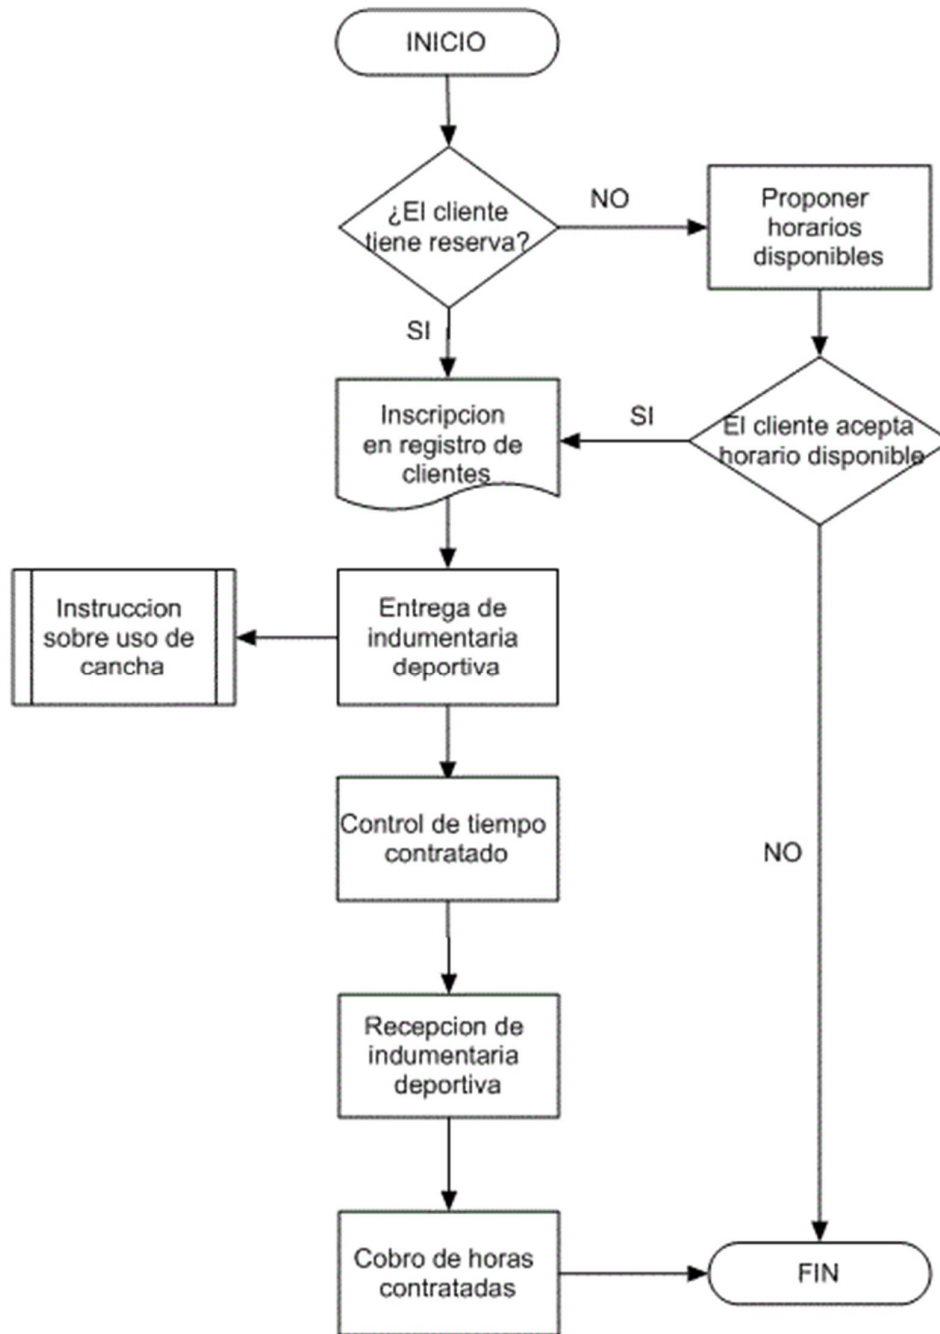 INICIO
¿El cliente
tiene reserva?
NO
Proponer
horarios
disponibles
SI
Inscripcion
en registro de
clientes
SI
El cliente acepta
horario disponible
Instruccion
sobre uso de
cancha
Entrega de
indumentaria
deportiva
Control de tiempo
contratado
NO
Recepcion de
indumentaria
deportiva
Cobro de horas
contratadas
FIN